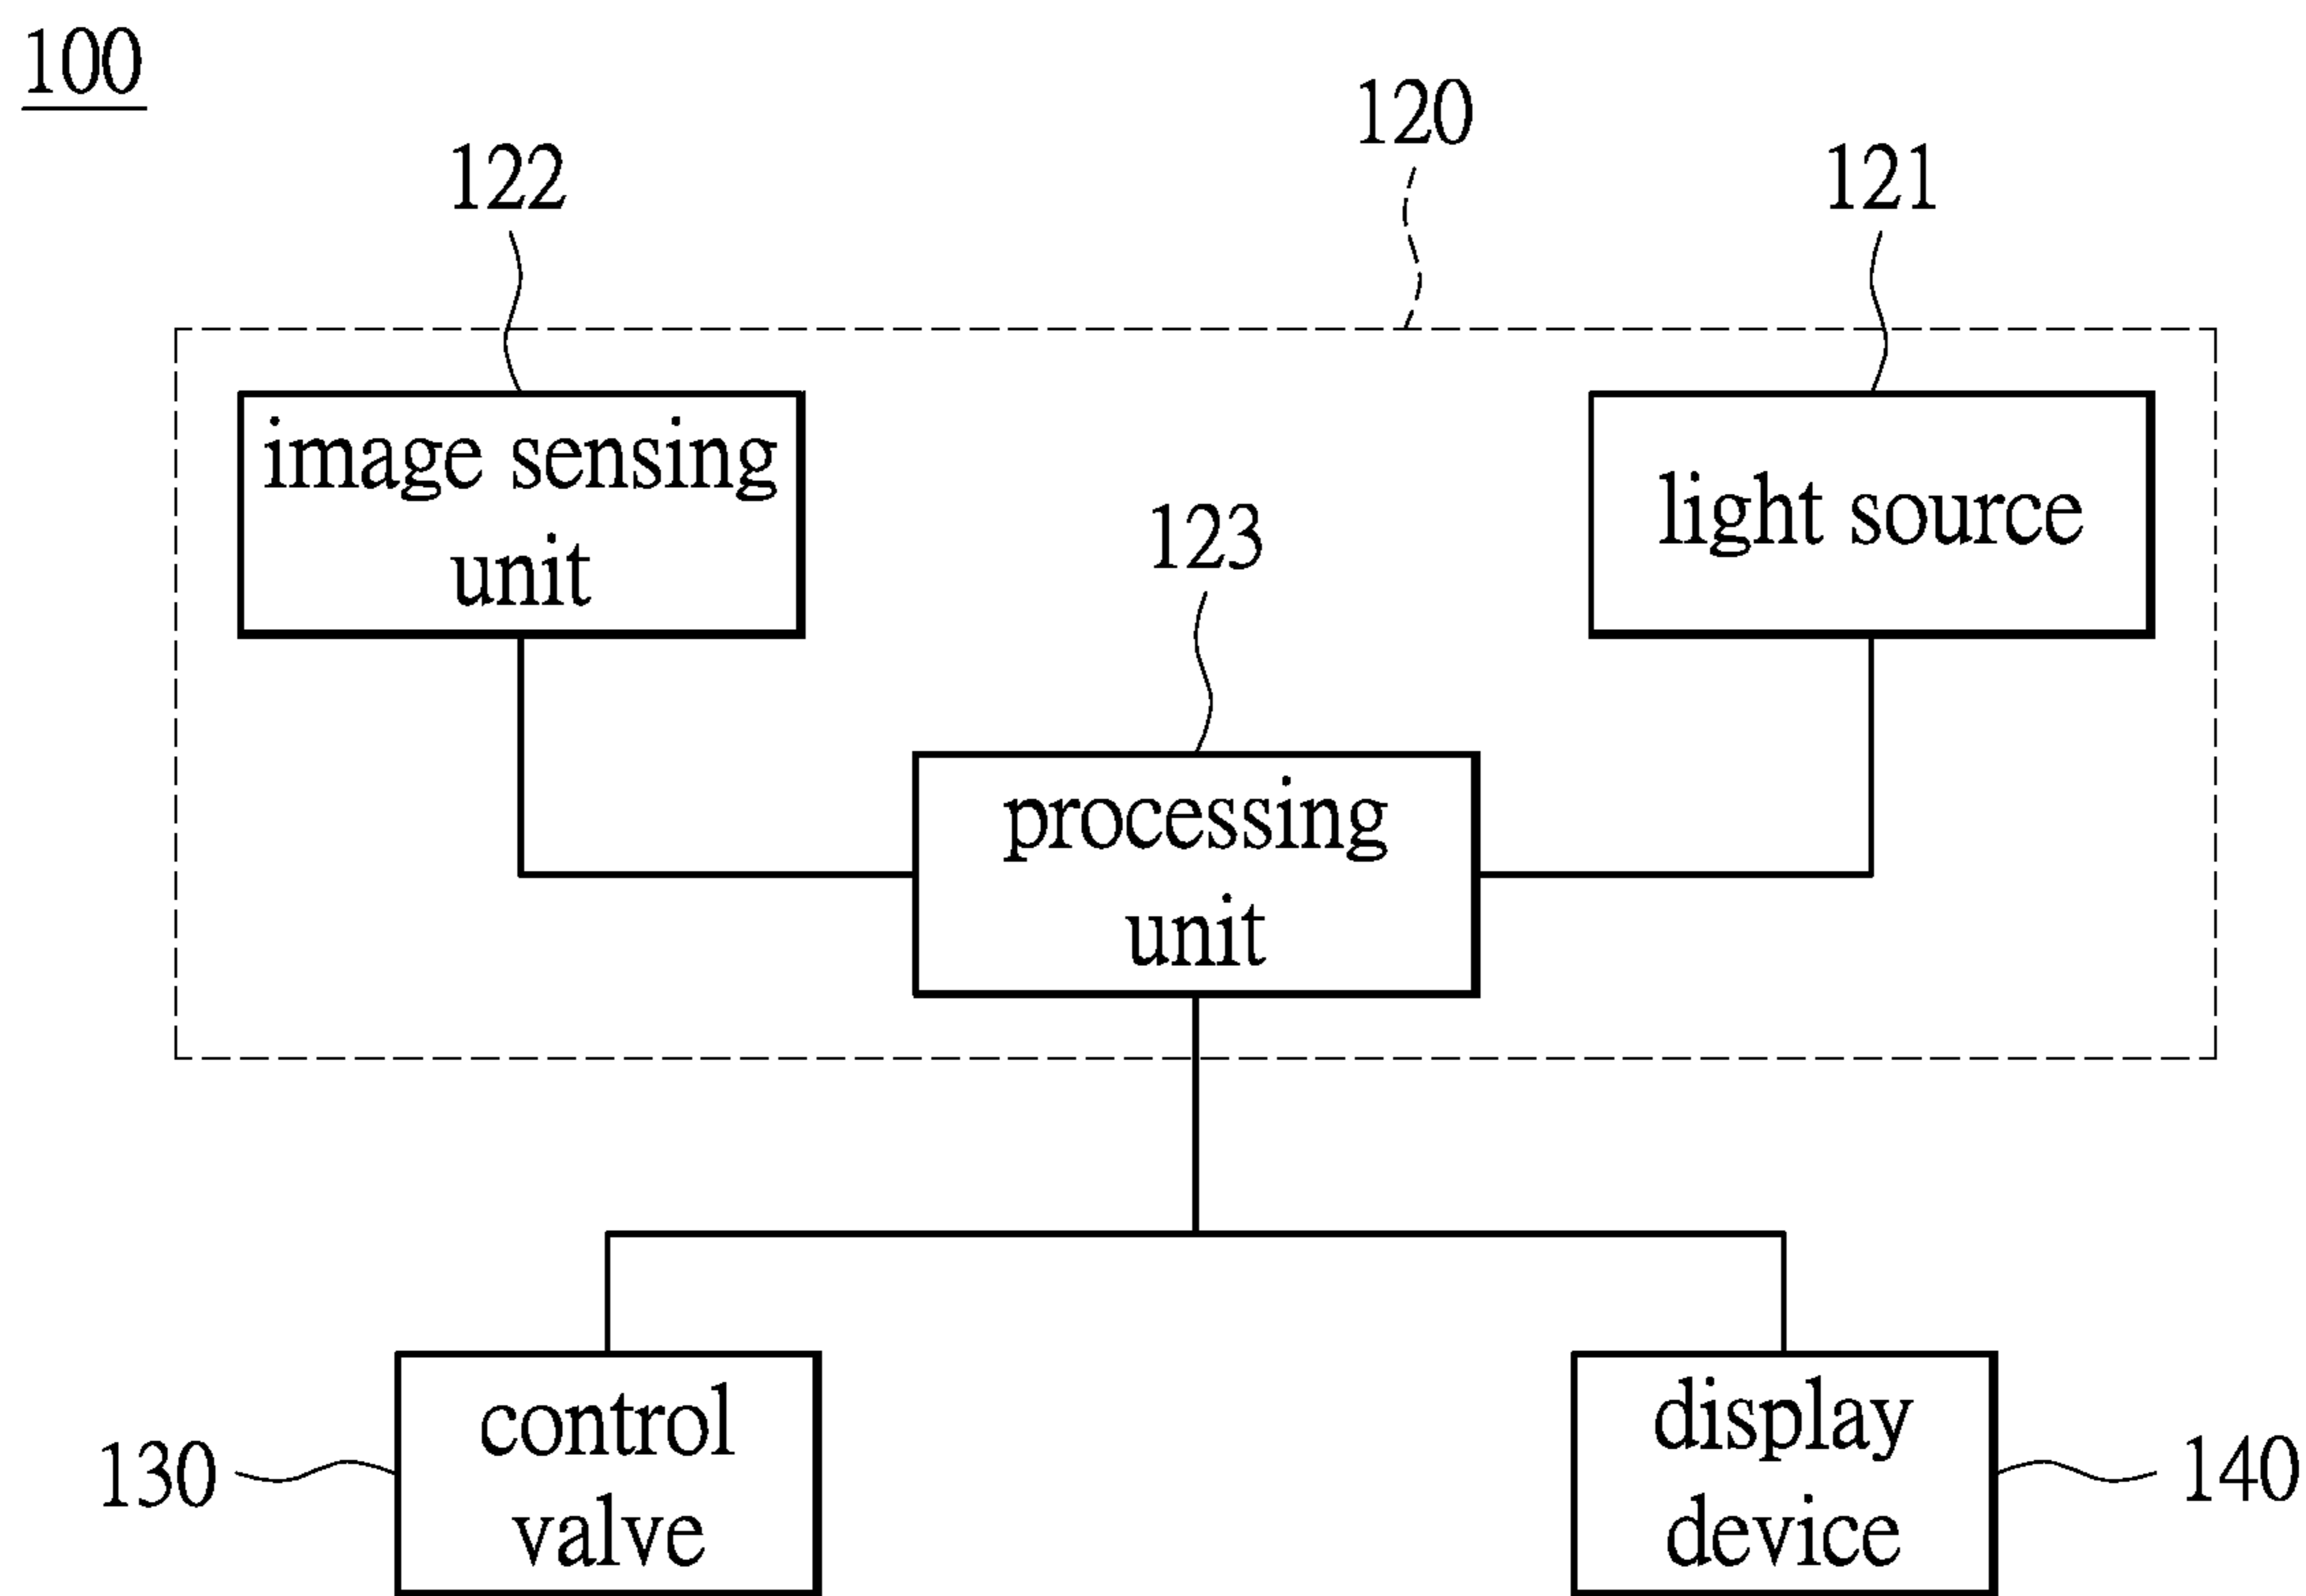 100
120
122
121
image sensing
unit
light source
123
processing
unit
control
valve
130
display
device
140